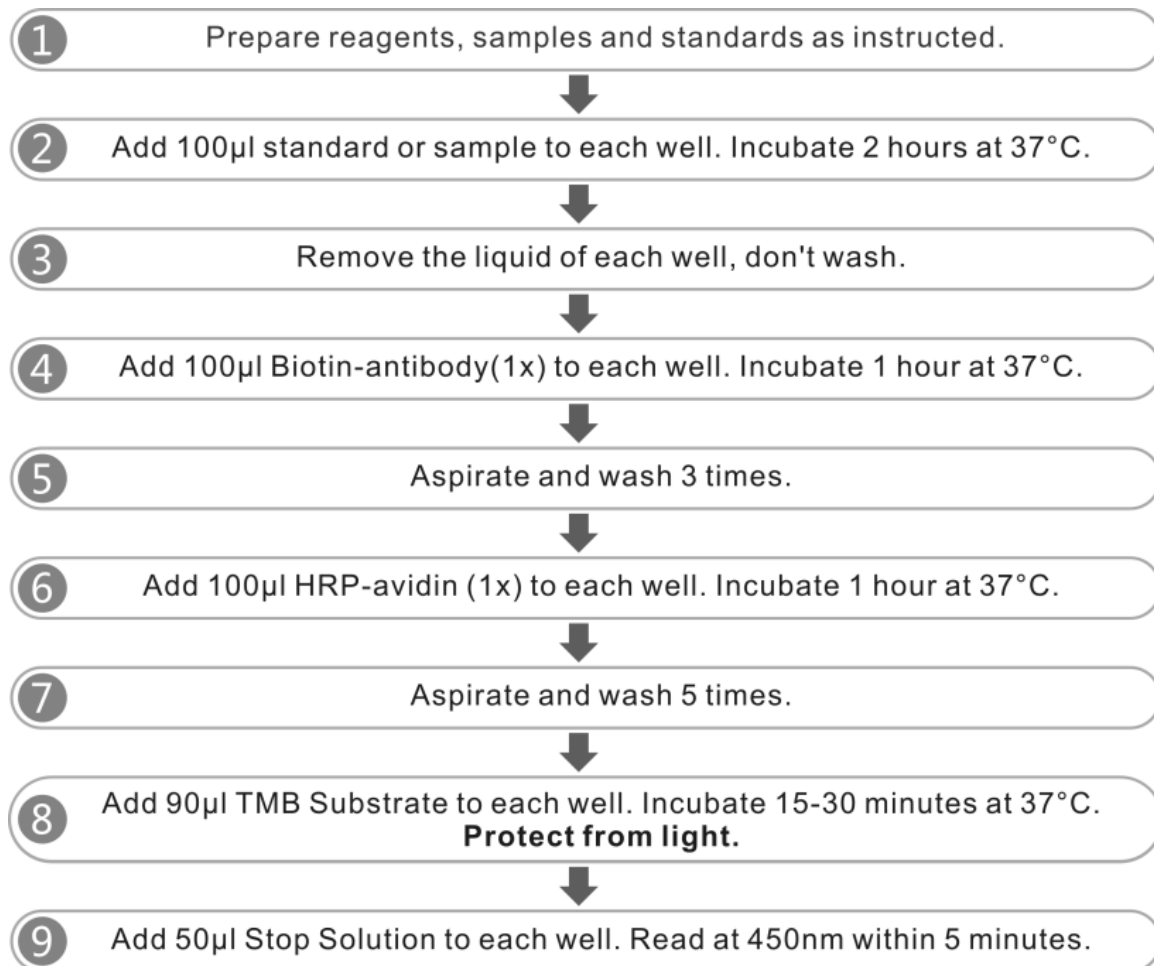 1 Prepare reagents, samples and standards as instructed.
2 Add 100µl standard or sample to each well. Incubate 2 hours at 37°C.
3 Remove the liquid of each well, don't wash.
4 Add 100µl Biotin-antibody(1x) to each well. Incubate 1 hour at 37°C.
5 Aspirate and wash 3 times.
6 Add 100µl HRP-avidin (1x) to each well. Incubate 1 hour at 37°C.
7 Aspirate and wash 5 times.
8 Add 90µl TMB Substrate to each well. Incubate 15-30 minutes at 37°C.
Protect from light.
9 Add 50µl Stop Solution to each well. Read at 450nm within 5 minutes.